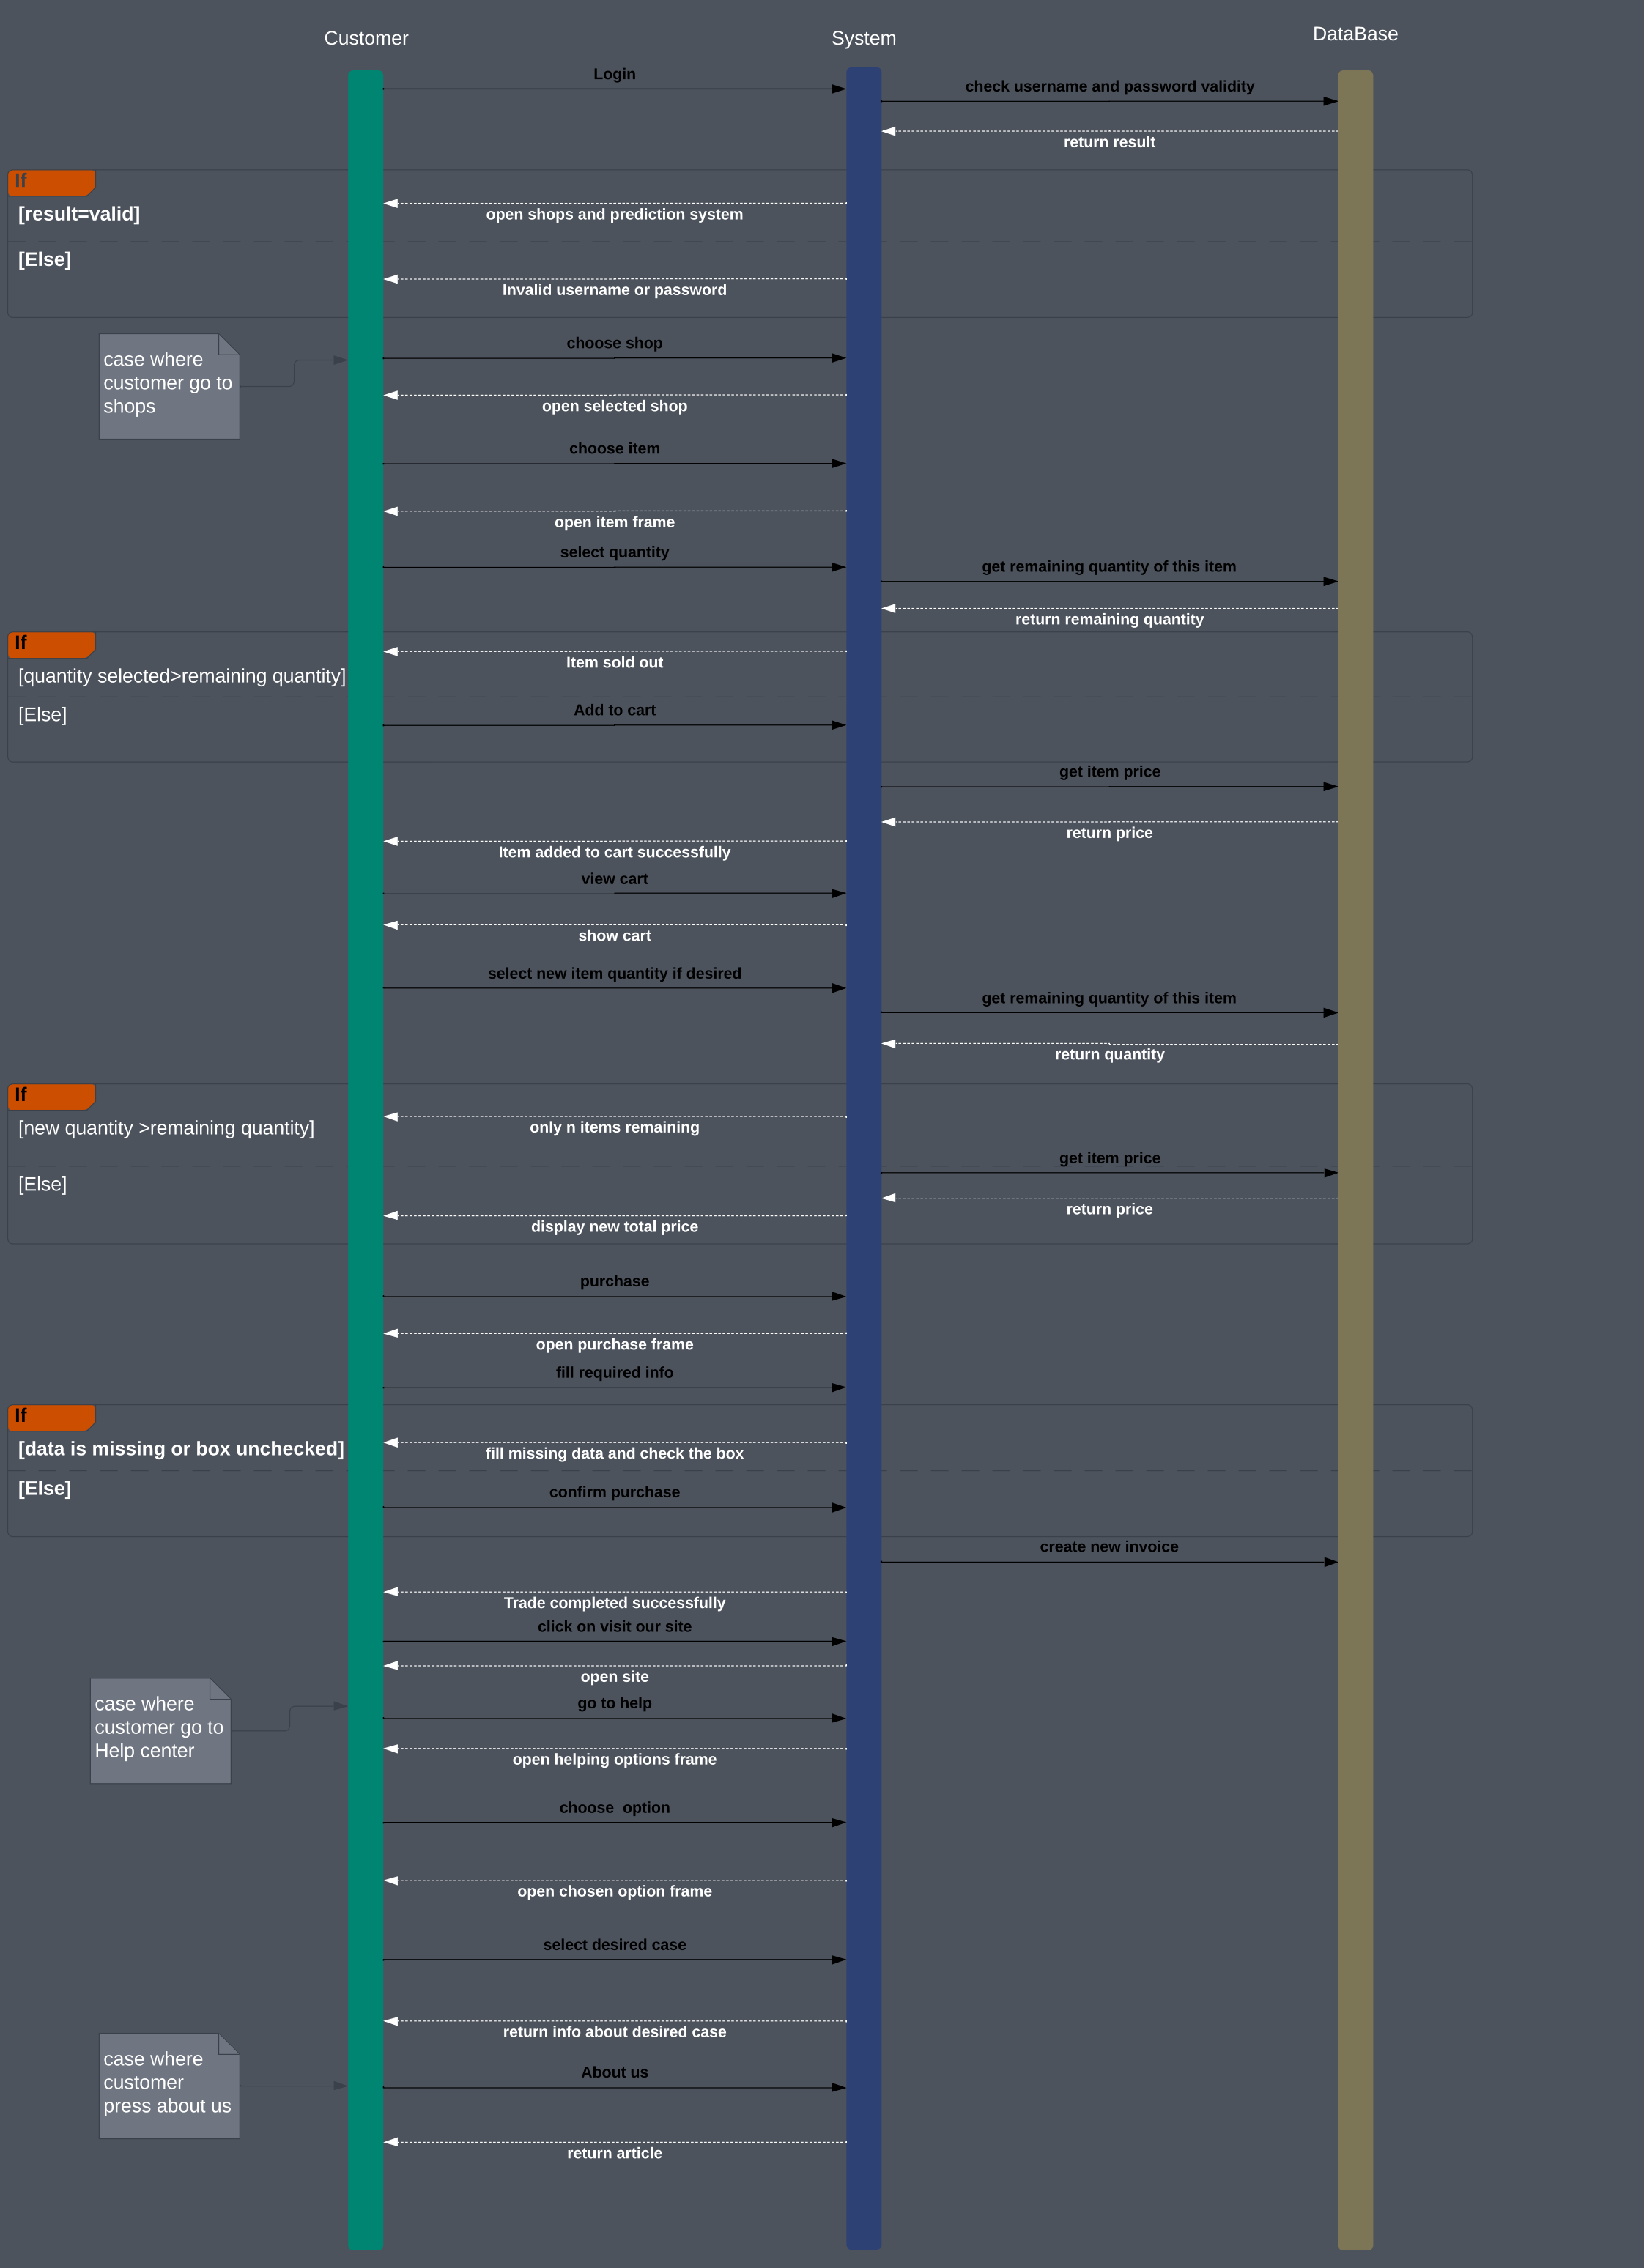 Customer
System
DataBase
Login
check username and password validity
return result
If
[result=valid]
open shops and prediction system
[Else]
Invalid username or password
case where
customer go to
shops
choose shop
open selected shop
choose item
open item frame
select quantity
get remaining quantity of this item
return remaining quantity
If
Item sold out
[quantity selected>remaining quantity]
[Else]
Add to cart
get item price
return price
Item added to cart successfully
view cart
show cart
select new item quantity if desired
get remaining quantity of this item
return quantity
If
[new quantity >remaining quantity]
only n items remaining
get item price
[Else]
return price
display new total price
purchase
open purchase frame
fill required info
If
[data is missing or box unchecked]
fill missing data and check the box
[Else]
confirm purchase
create new invoice
Trade completed successfully
click on visit our site
open site
case where
customer go to
Help center
go to help
open helping options frame
choose  option
open chosen option frame
select desired case
return info about desired case
case where
customer
press about us
About us
return article